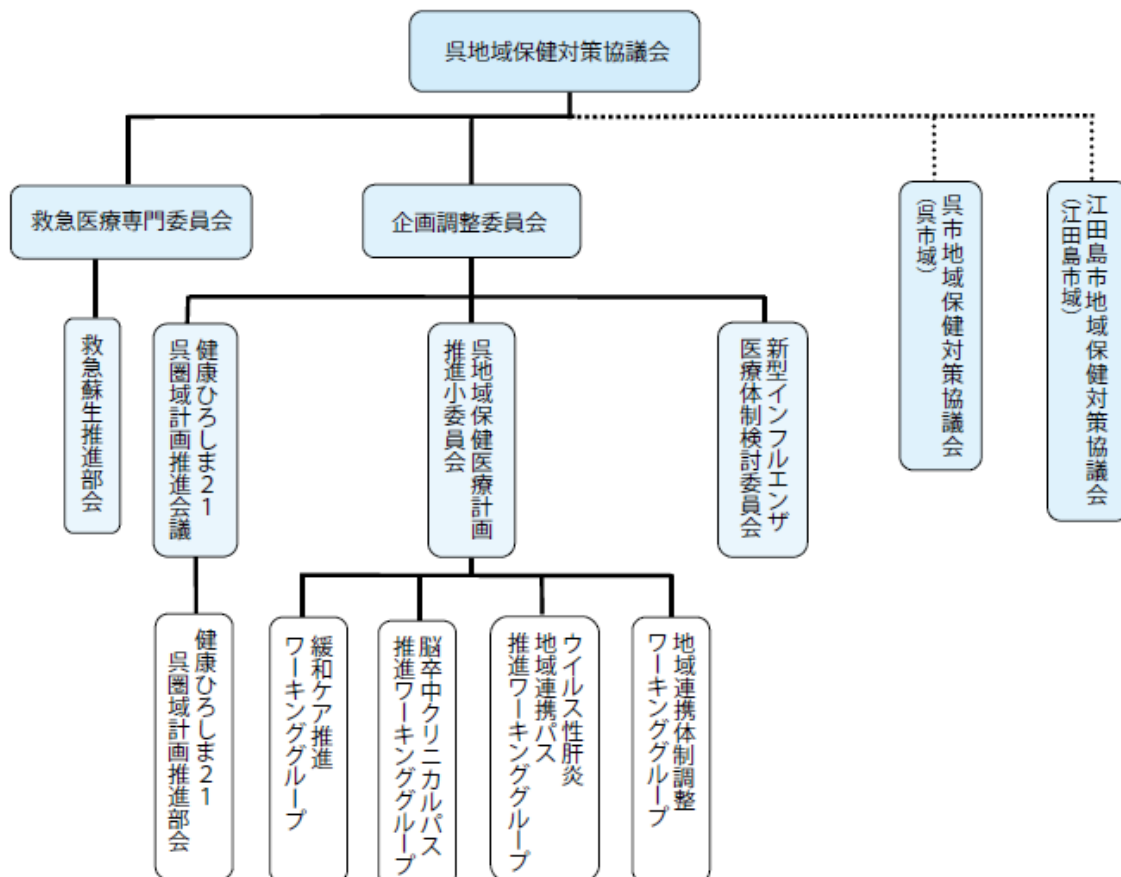 呉地域保健対策協議会
救急医療専門委員会
企画調整委員会
呉市地域保健対策協議会
(呉市域)
江田島市地域保健対策協議会
(江田島市域)
救急蘇生推進部会
健康ひろしま21
呉圏域計画推進会議
呉地域保健医療計画
推進小委員会
新型インフルエンザ
医療体制検討委員会
健康ひろしま21
呉圏域計画推進部会
緩和ケア推進
ワーキンググループ
脳卒中クリニカルパス
推進ワーキンググループ
ウイルス性肝炎
地域連携パス
推進ワーキンググループ
地域連携体制調整
ワーキンググループ